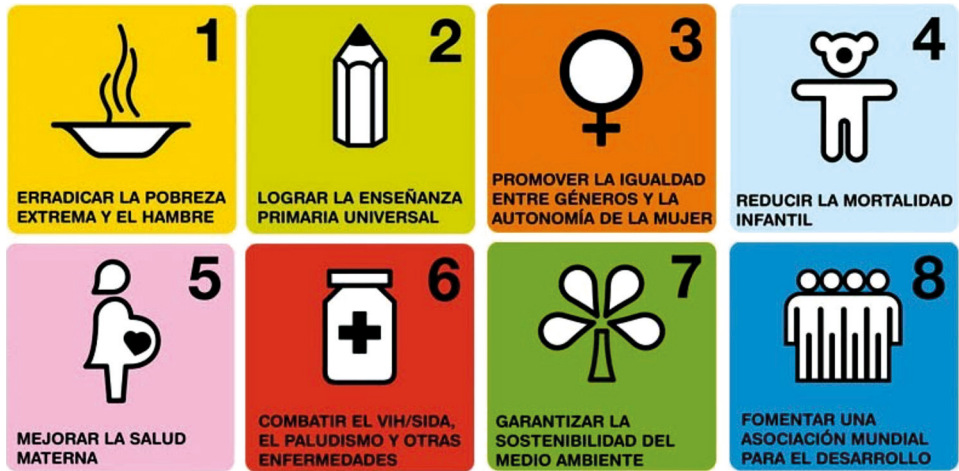 1
ERRADICAR LA POBREZA
EXTREMA Y EL HAMBRE
2
LOGRAR LA ENSEÑANZA
PRIMARIA UNIVERSAL
3
PROMOVER LA IGUALDAD
ENTRE GÉNEROS Y LA
AUTONOMÍA DE LA MUJER
4
REDUCIR LA MORTALIDAD
INFANTIL
5
MEJORAR LA SALUD
MATERNA
6
COMBATIR EL VIH/SIDA,
EL PALUDISMO Y OTRAS
ENFERMEDADES
7
GARANTIZAR LA
SOSTENIBILIDAD DEL
MEDIO AMBIENTE
8
FOMENTAR UNA
ASOCIACIÓN MUNDIAL
PARA EL DESARROLLO